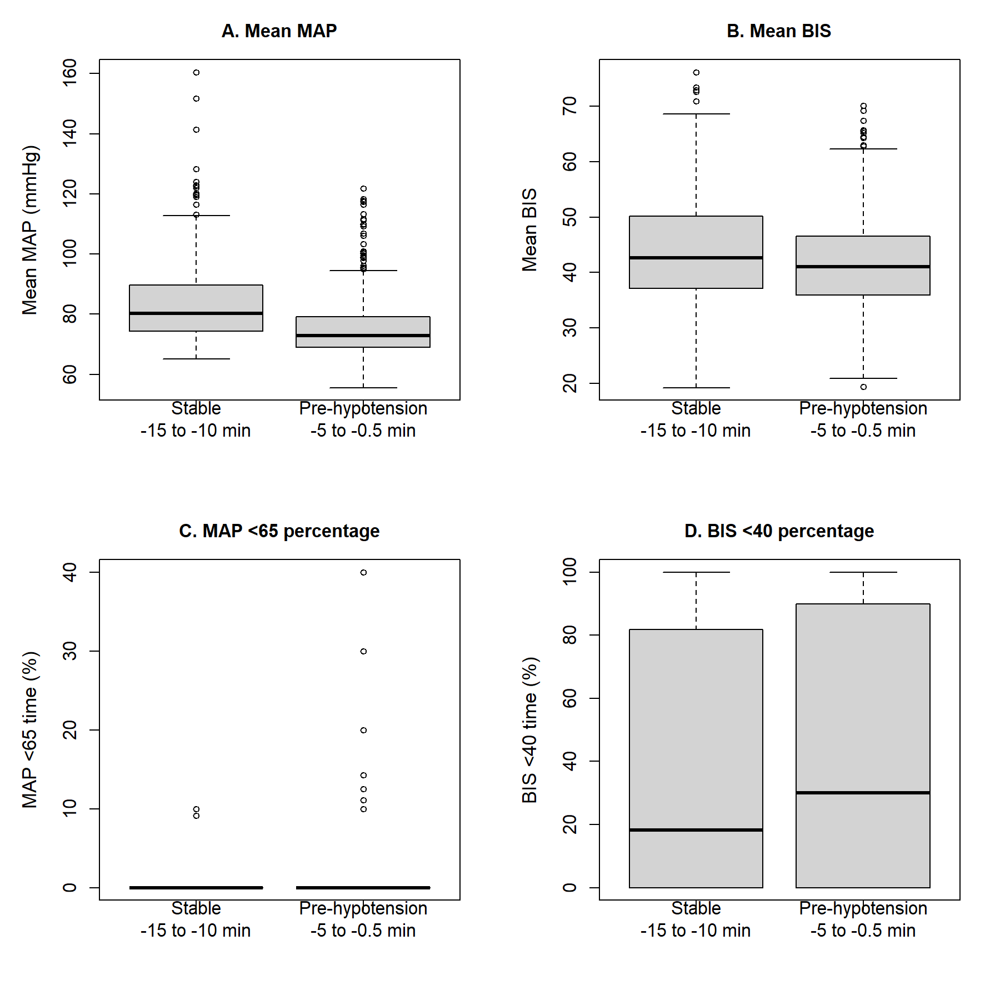 A. Mean MAP
Mean MAP (mmHg)
160
140
120
100
80
60
Stable
-15 to -10 min
Pre-hypotension
-5 to -0.5 min
B. Mean BIS
Mean BIS
70
60
50
40
30
20
Stable
-15 to -10 min
Pre-hypotension
-5 to -0.5 min
C. MAP <65 percentage
MAP <65 time (%)
40
30
20
10
0
Stable
-15 to -10 min
Pre-hypotension
-5 to -0.5 min
D. BIS <40 percentage
BIS <40 time (%)
100
80
60
40
20
0
Stable
-15 to -10 min
Pre-hypotension
-5 to -0.5 min